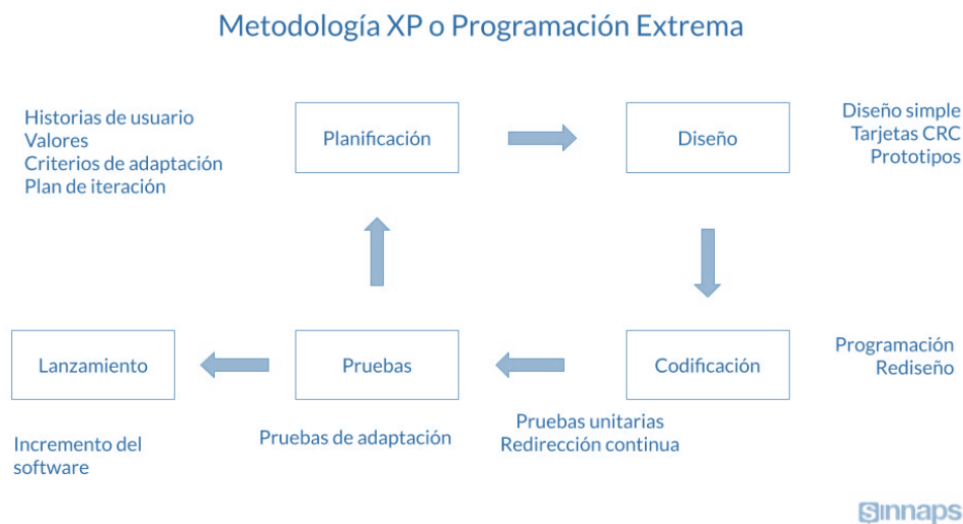 Metodología XP o Programación Extrema
Historias de usuario
Valores
Criterios de adaptación
Plan de iteración
Planificación
Diseño
Diseño simple
Tarjetas CRC
Prototipos
Lanzamiento
Pruebas
Codificación
Programación
Rediseño
Incremento del
software
Pruebas de adaptación
Pruebas unitarias
Redirección continua
sinnaps